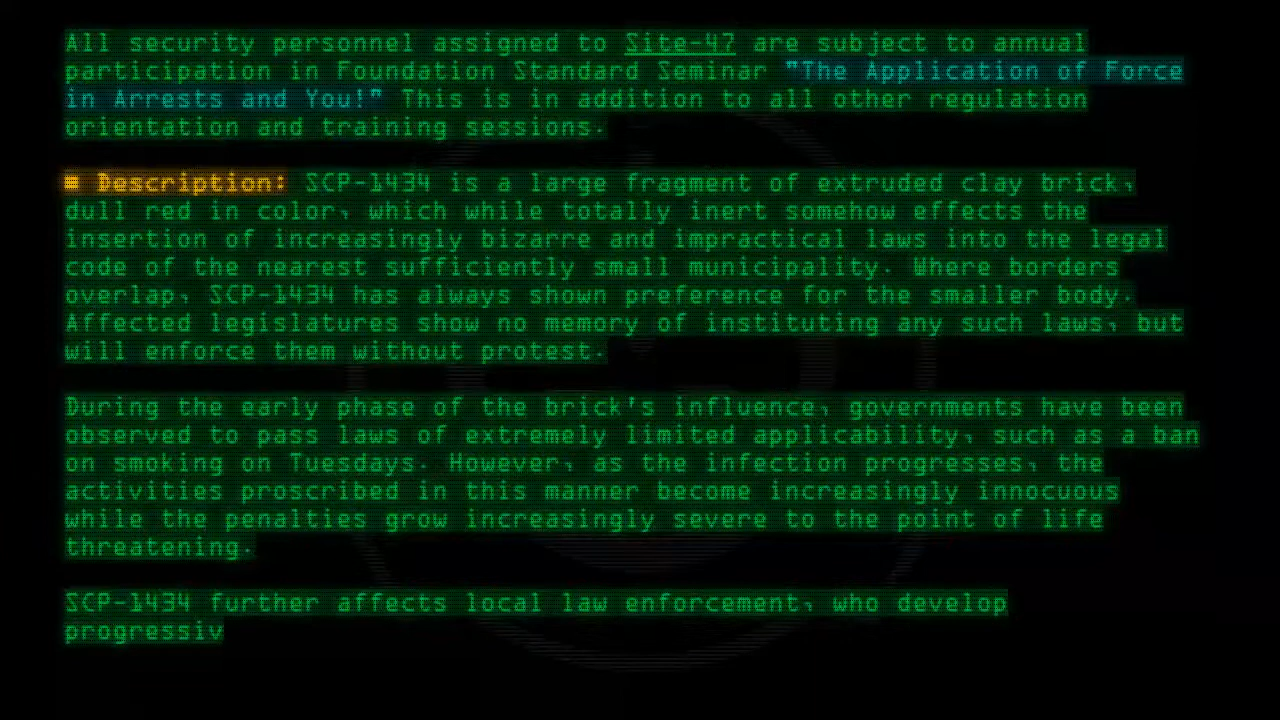 All security personnel assigned to Site-47 are subject to annual
participation in Foundation Standard Seminar "The Application of Force
in Arrests and You!" This is in addition to all other regulation
orientation and training sessions.
■ Description: SCP-1434 is a large fragment of extruded clay brick,
dull red in color, which while totally inert somehow effects the
insertion of increasingly bizarre and impractical laws into the legal
code of the nearest sufficiently small municipality. Where borders
overlap, SCP-1434 has always shown preference for the smaller body.
Affected legislatures show no memory of instituting any such laws, but
will enforce them without protest.
During the early phase of the brick's influence, governments have been
observed to pass laws of extremely limited applicability, such as a ban
on smoking on Tuesdays. However, as the infection progresses, the
activities proscribed in this manner become increasingly innocuous
while the penalties grow increasingly severe to the point of life
threatening.
SCP-1434 further affects local law enforcement, who develop
progressiv